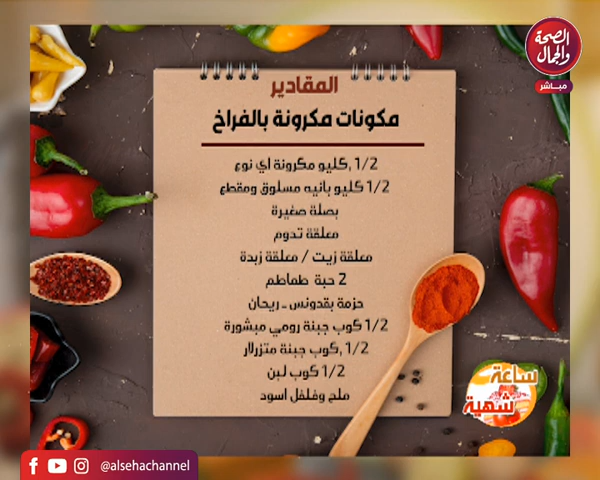 الصحة
والجمال
مباشر
المقادير
مكونات مكرونة بالفراخ
1/2 ,كليو مكرونة اي نوع
1/2 كليو بانيه مسلوق ومقطع
بصلة صغيرة
معلقة تدوم
معلقة زيت / معلقة زبدة
2 حبة طماطم
حزمة بقدونس - ريحان
1/2 كوب جبنة رومي مبشورة
1/2 ,كوب جبنة متزرلار
1/2 كوب لبن
ملح وفلفل اسود
ساعة
شهية
@alsehachannel